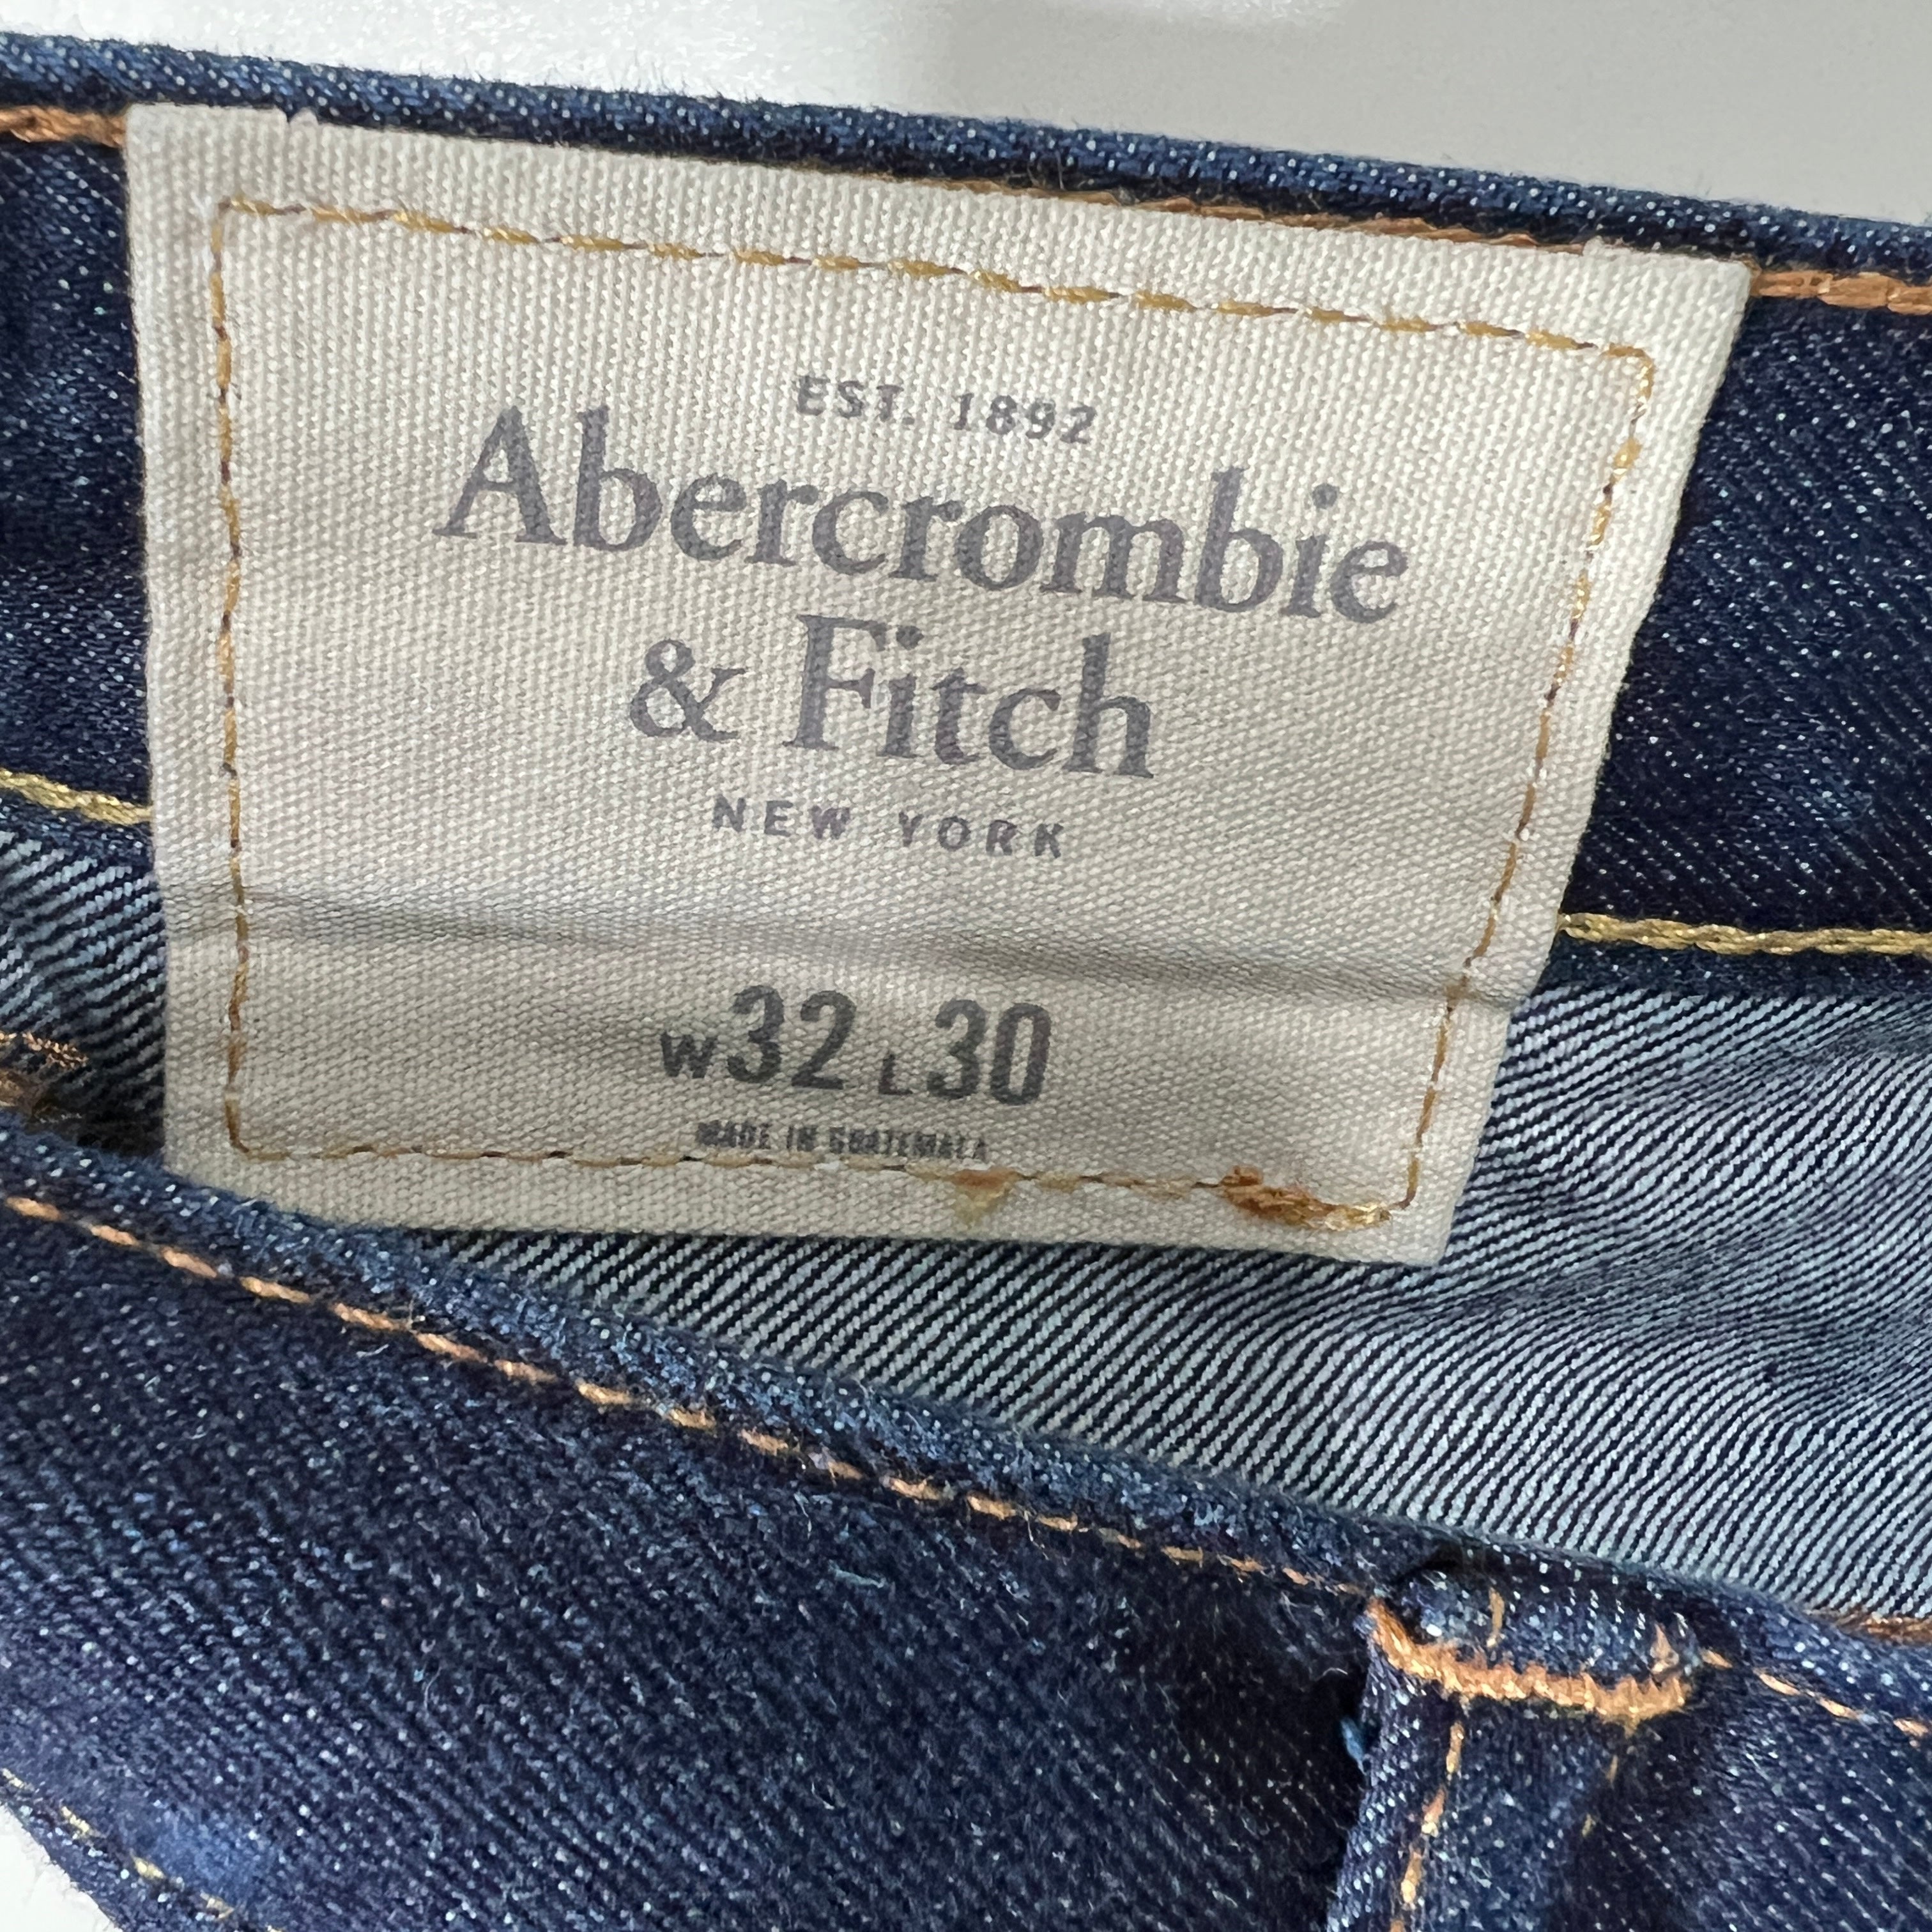 EST. 1892
Abercrombie
& Fitch
NEW YORK
W32 L30
MADE IN GUATEMALA